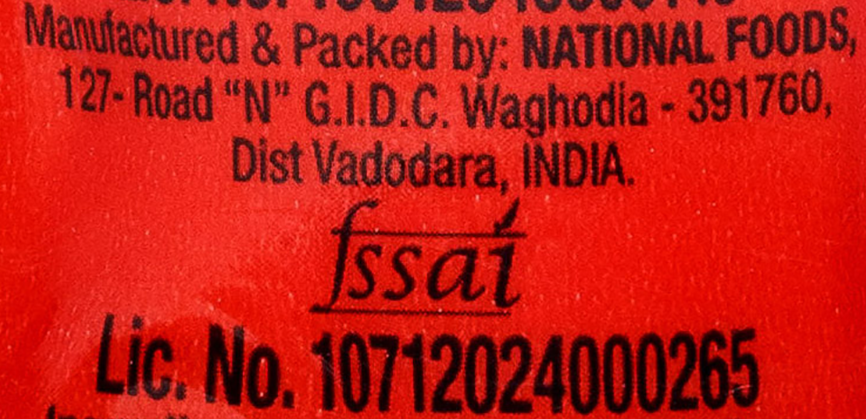 Manufactured & Packed by: NATIONAL FOODS,
127- Road "N" G.I.D.C. Waghodia - 391760,
Dist Vadodara, INDIA.
fssai
Lic. No. 10712024000265